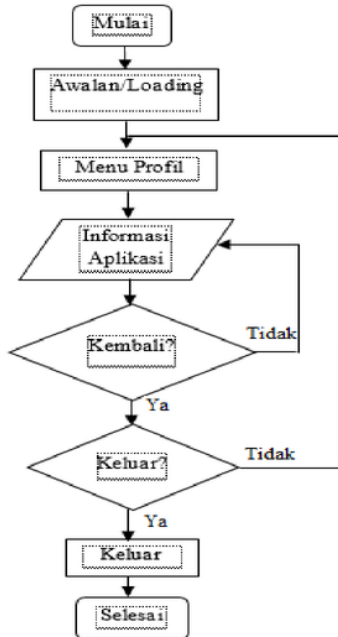 Mulai
Awalan/Loading
Menu Profil
Informasi
Aplikasi
Kembali?
Tidak
Ya
Keluar?
Tidak
Ya
Keluar
Selesai